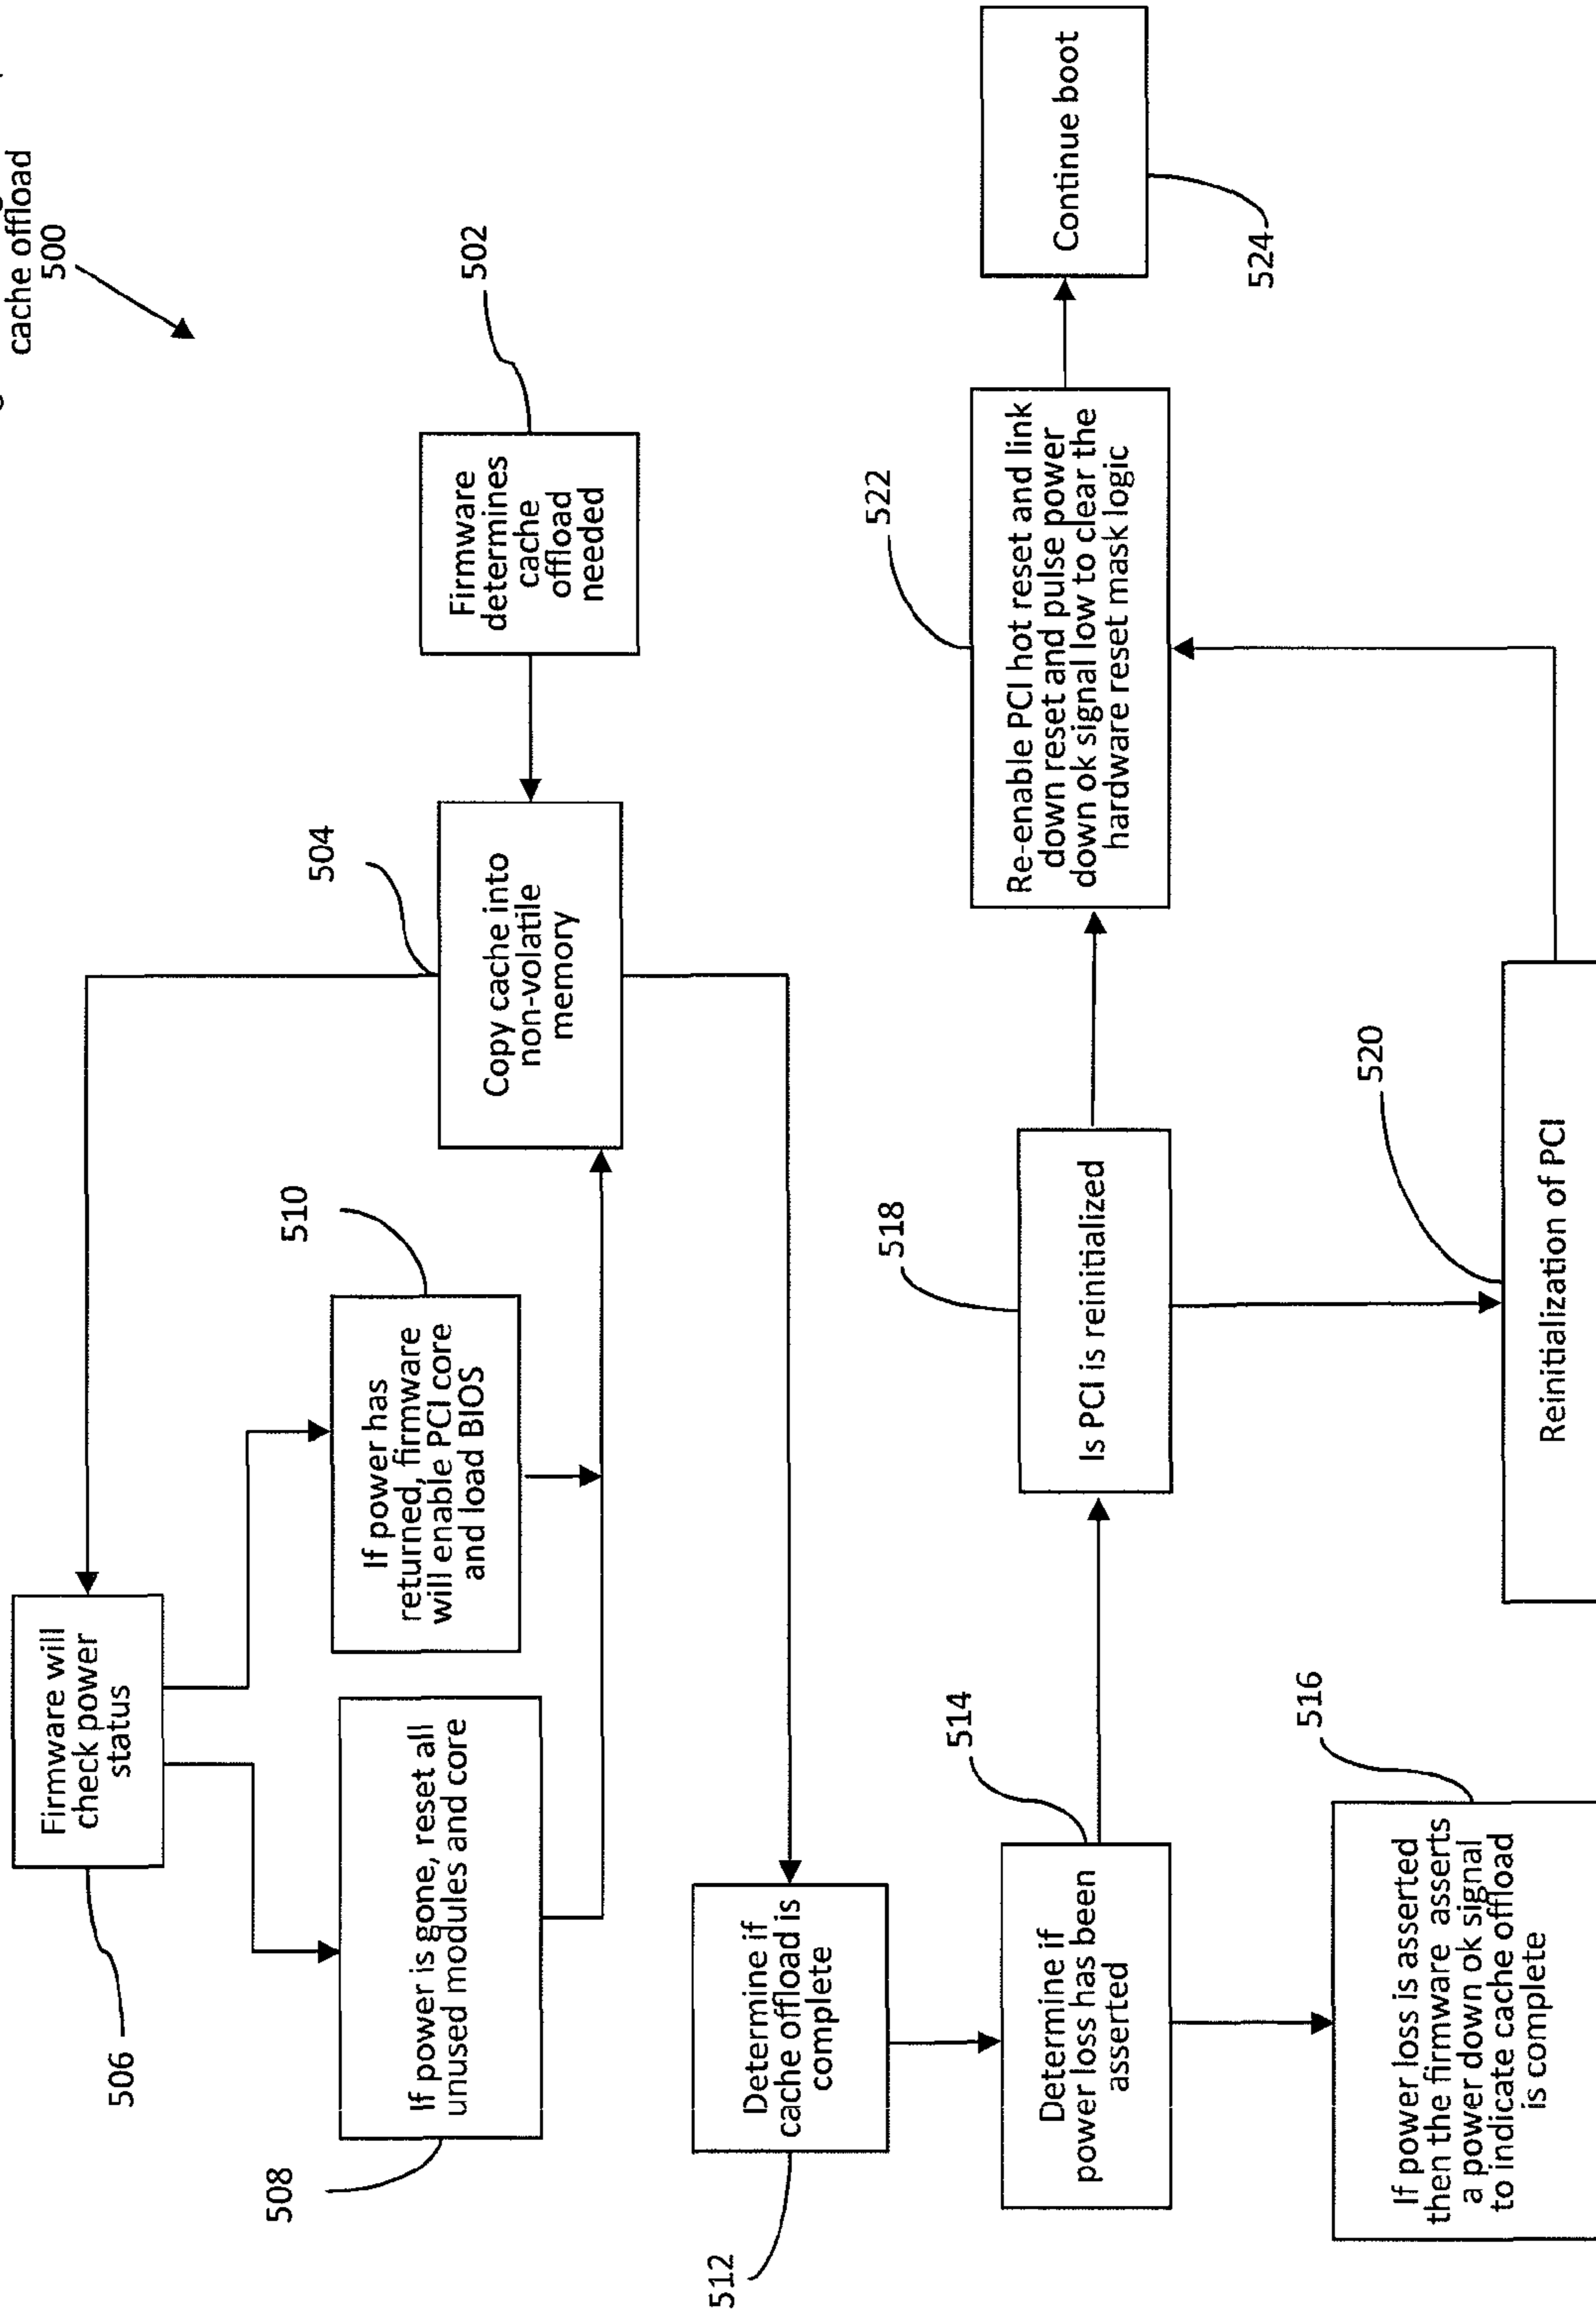 cache offload
500
502
Firmware
determines
cache
offload
needed
504
Copy cache into
non-volatile
memory
506
Firmware will
check power
status
508
If power is gone, reset all
unused modules and core
510
If power has
returned, firmware
will enable PCI core
and load BIOS
512
Determine if
cache offload is
complete
514
Determine if
power loss has been
asserted
516
If power loss is asserted
then the firmware asserts
a power down ok signal
to indicate cache offload
is complete
518
Is PCI is reinitialized
520
Reinitialization of PCI
522
Re-enable PCI hot reset and link
down reset and pulse power
down ok signal low to clear the
hardware reset mask logic
Continue boot
524